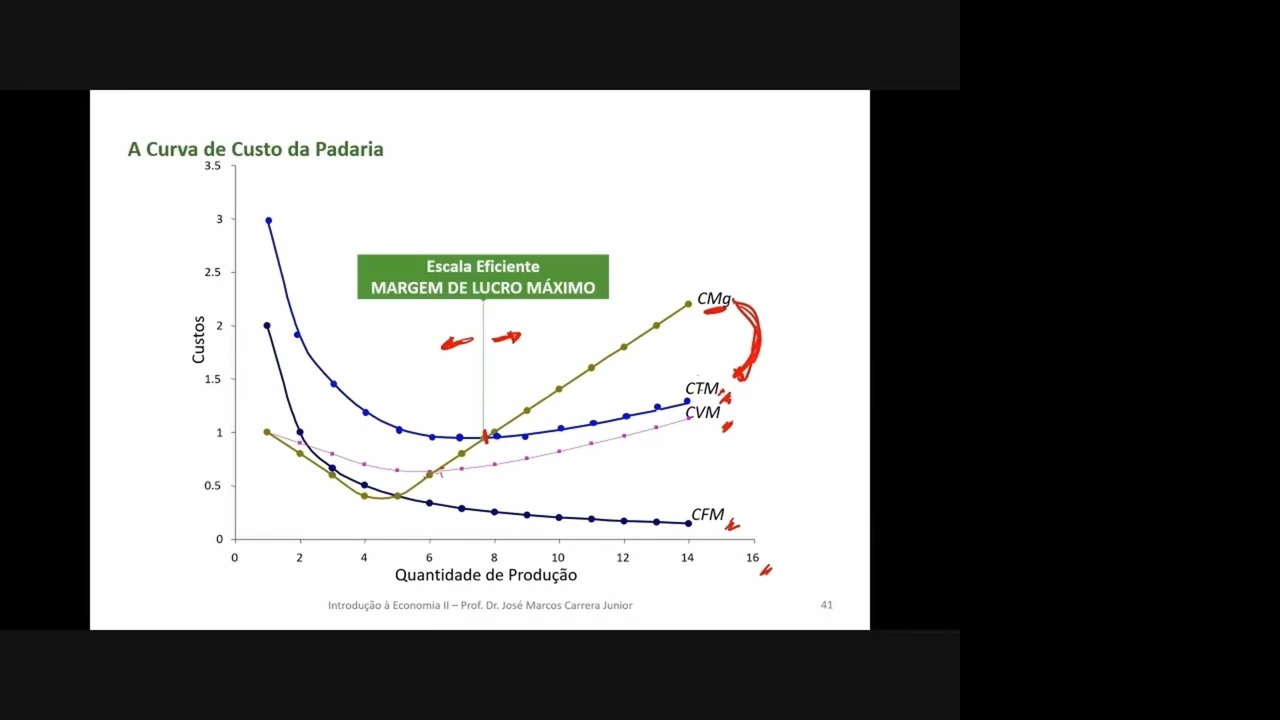 A Curva de Custo da Padaria
3.5
3
2.5
2
1.5
1
0.5
0
Custos
Escala Eficiente
MARGEM DE LUCRO MÁXIMO
CMg
CTM
CVM
CFM
0 2 4 6 8 10 12 14 16
Quantidade de Produção
Introdução à Economia II – Prof. Dr. José Marcos Carrera Junior
41